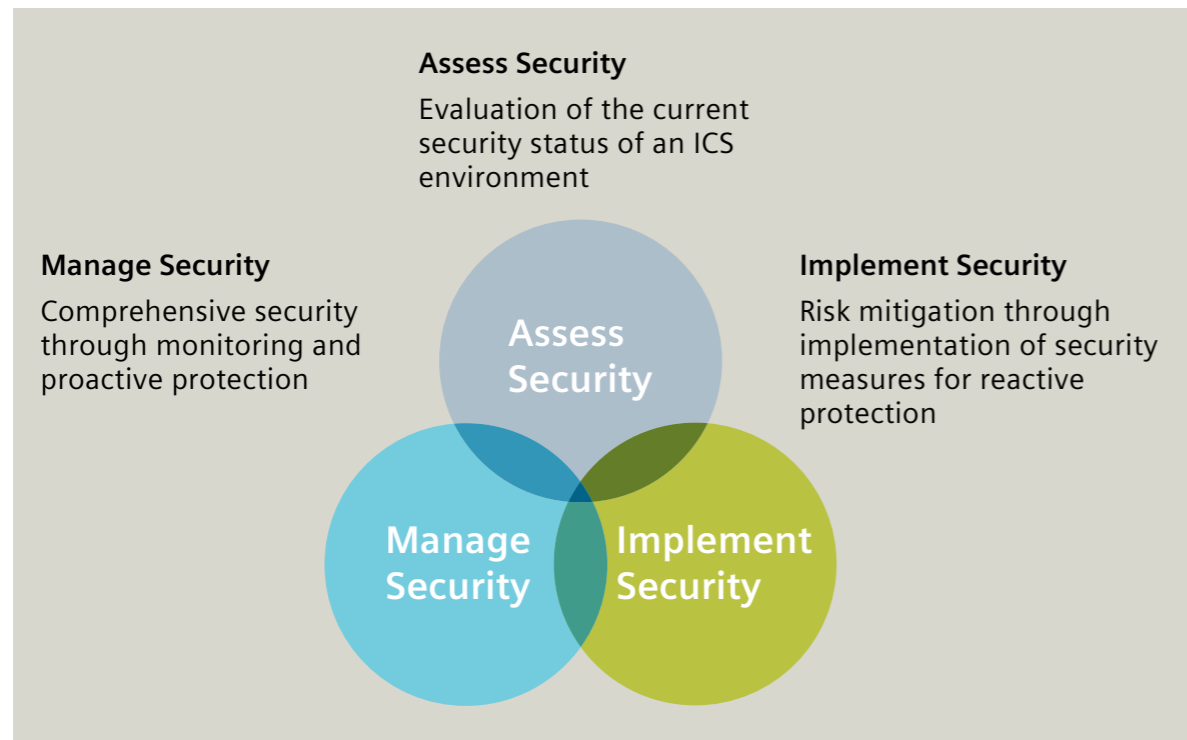 Assess Security
Evaluation of the current
security status of an ICS
environment
Manage Security
Comprehensive security
through monitoring and
proactive protection
Implement Security
Risk mitigation through
implementation of security
measures for reactive
protection
Assess
Security
Manage
Security
Implement
Security